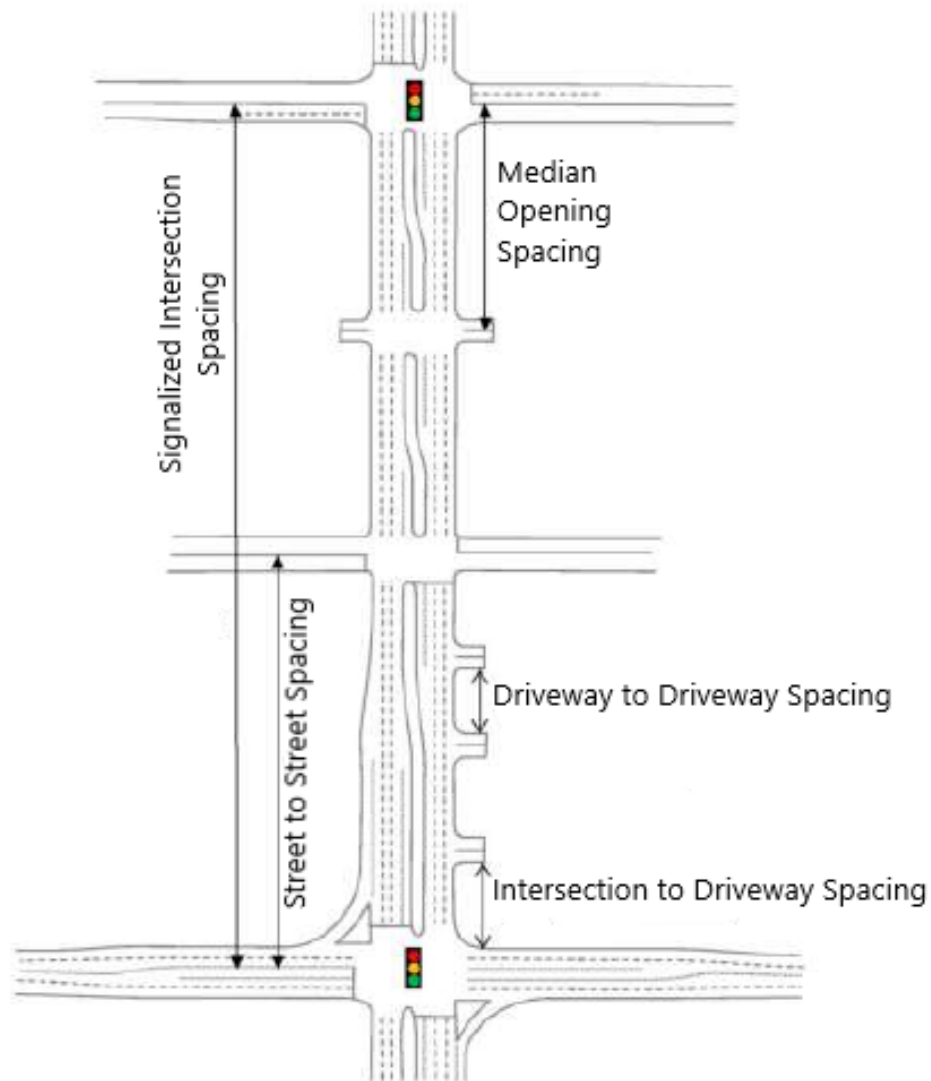 Median
Opening
Spacing
Signalized Intersection
Spacing
Street to Street Spacing
Driveway to Driveway Spacing
Intersection to Driveway Spacing